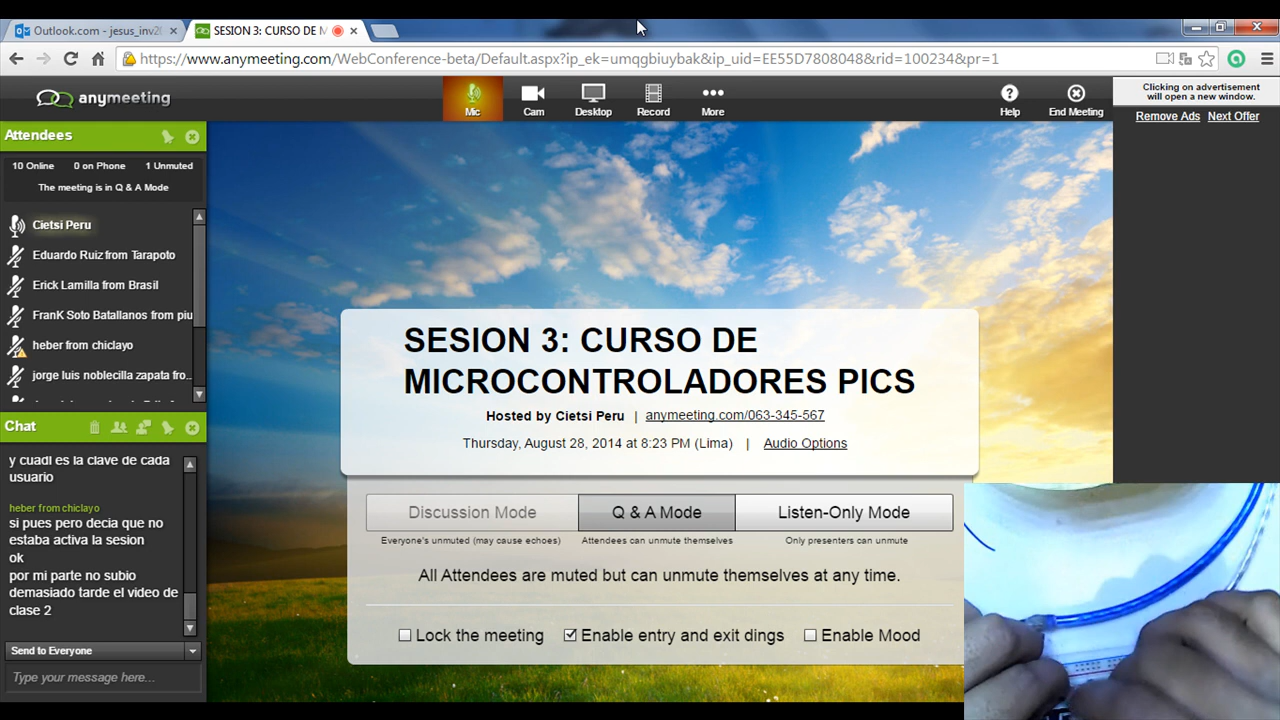 Outlook.com - jesus_inv20
SESION 3: CURSO DE M
https://www.anymeeting.com/WebConference-beta/Default.aspx?ip_ek=umqgbiuybak&ip_uid=EE55D7808048&rid=100234&pr=1
anymeeting
Mic
Cam
Desktop
Record
More
Help
End Meeting
Clicking on advertisement
will open a new window.
Remove Ads Next Offer
Attendees
10 Online 0 on Phone 1 Unmuted
The meeting is in Q & A Mode
Cietsi Peru
Eduardo Ruiz from Tarapoto
Erick Lamilla from Brasil
FranK Soto Batallanos from piu
heber from chiclayo
jorge luis noblecilla zapata fro...
Chat
y cuadl es la clave de cada
usuario
heber from chiclayo
si pues pero decia que no
estaba activa la sesion
ok
por mi parte no subio
demasiado tarde el video de
clase 2
Send to Everyone
Type your message here...
SESION 3: CURSO DE
MICROCONTROLADORES PICS
Hosted by Cietsi Peru | anymeeting.com/063-345-567
Thursday, August 28, 2014 at 8:23 PM (Lima) | Audio Options
Discussion Mode
Q & A Mode
Listen-Only Mode
Everyone's unmuted (may cause echoes)
Attendees can unmute themselves
Only presenters can unmute
All Attendees are muted but can unmute themselves at any time.
Lock the meeting
Enable entry and exit dings
Enable Mood